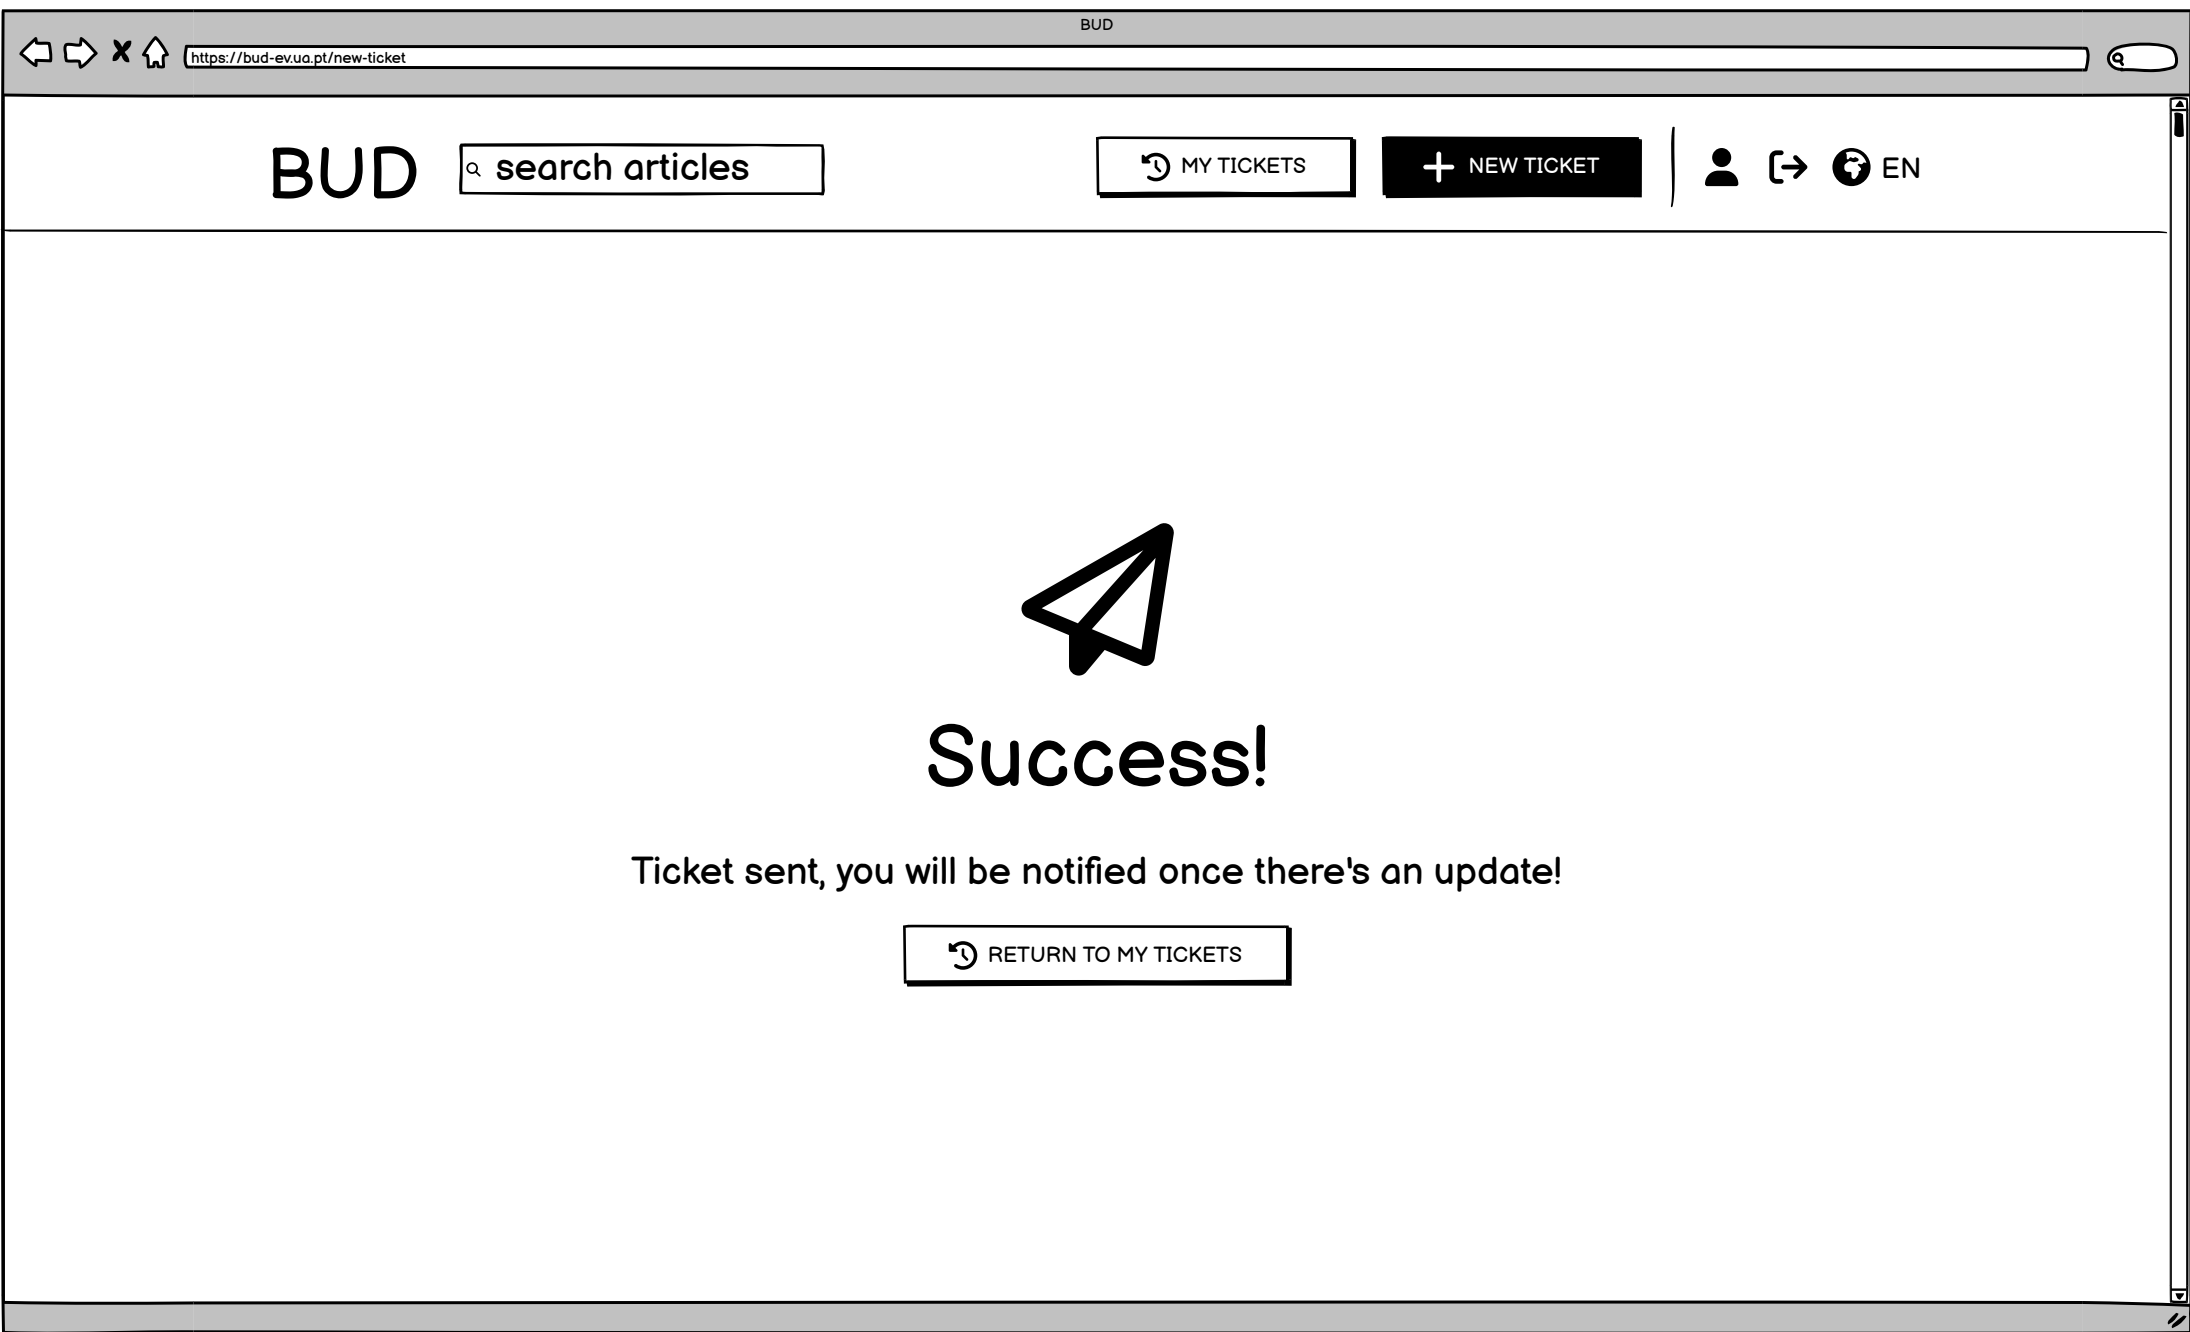 BUD
https://bud-ev.ua.pt/new-ticket
BUD
search articles
MY TICKETS
NEW TICKET
EN
Success!
Ticket sent, you will be notified once there's an update!
RETURN TO MY TICKETS